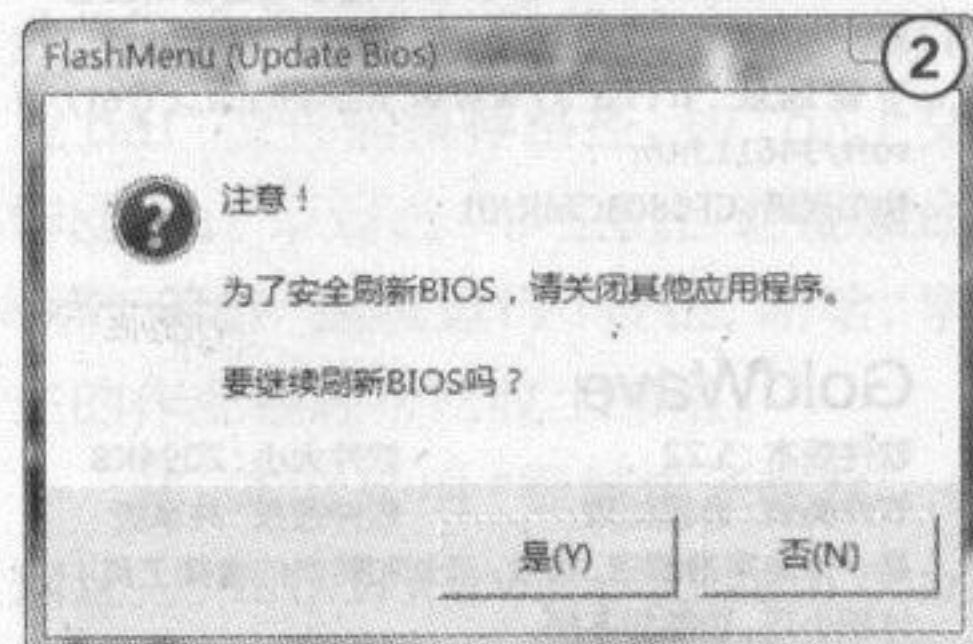 FlashMenu (Update Bios)
2
注意！
为了安全刷新BIOS，请关闭其他应用程序。
要继续刷新BIOS吗？
是(Y)
否(N)